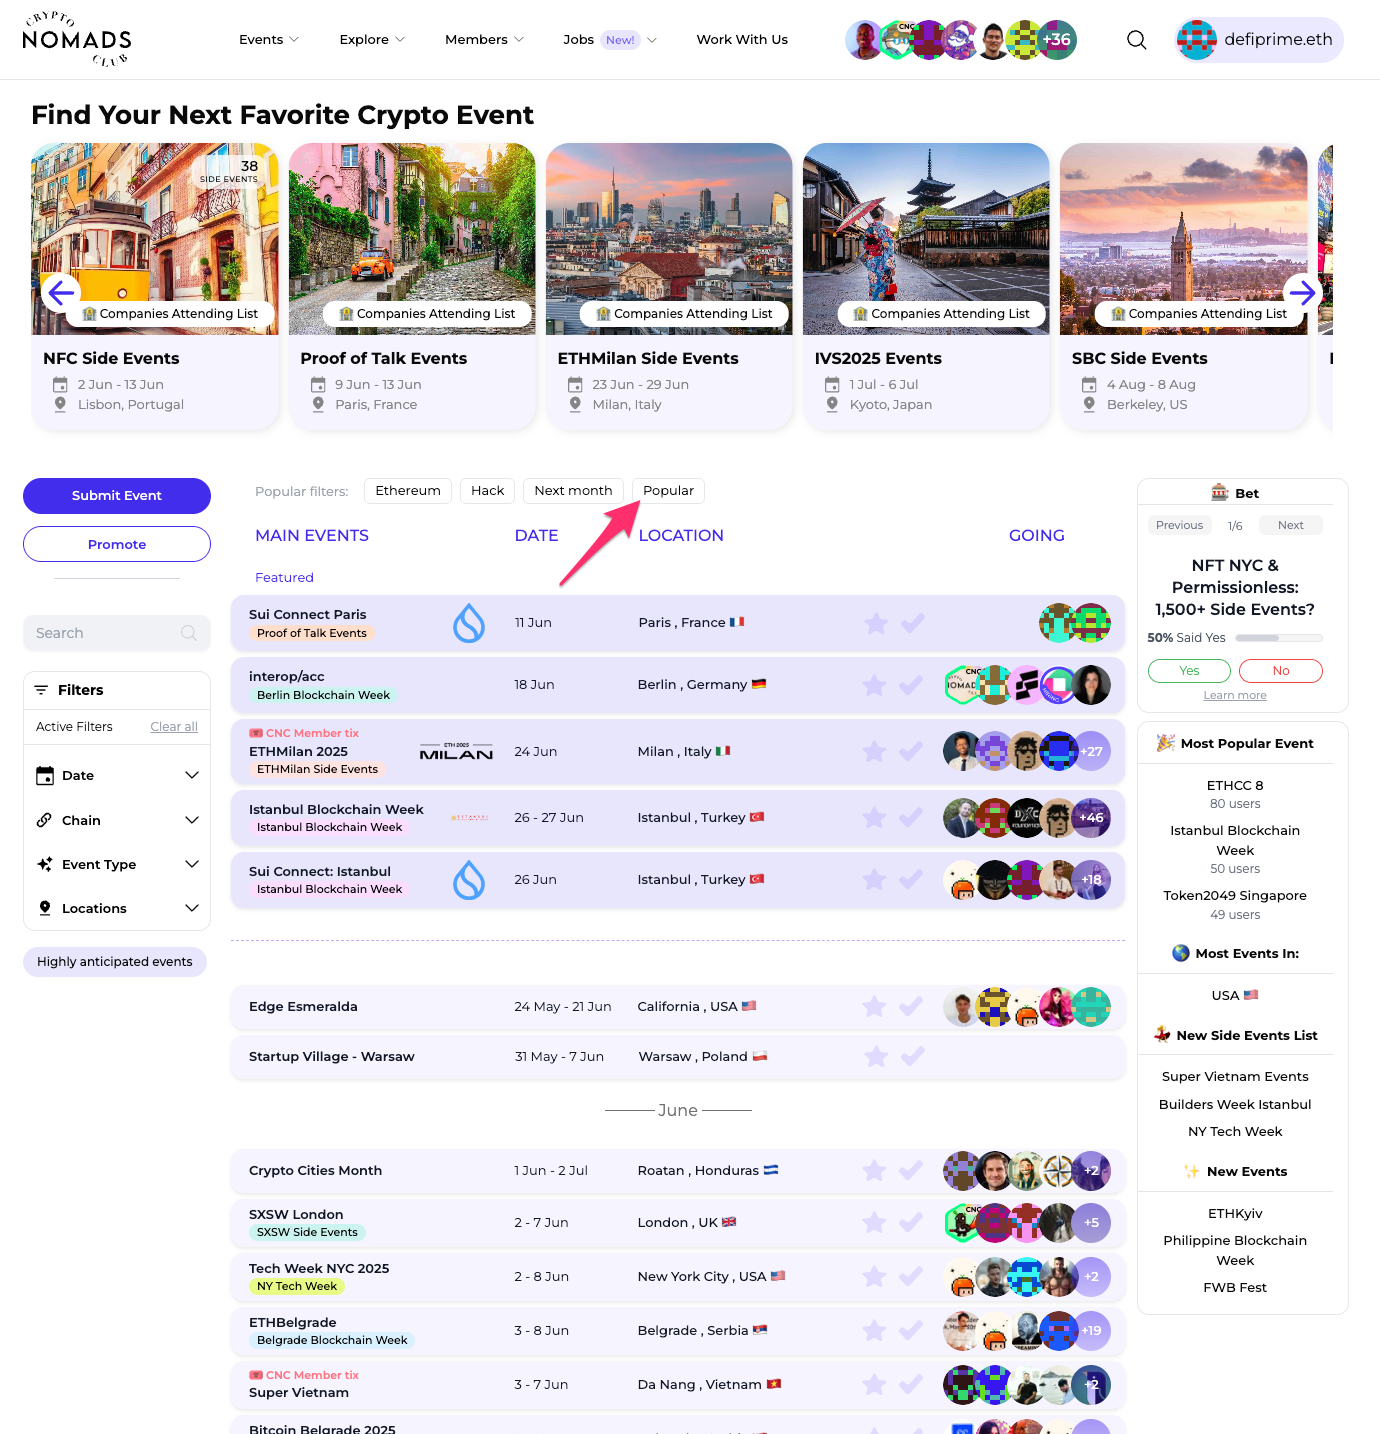 CRYPTO
NOMADS
CLUB
Events
Explore
Members
Jobs New!
Work With Us
CNC
+36
defiprime.eth
Find Your Next Favorite Crypto Event
38
SIDE EVENTS
Companies Attending List
NFC Side Events
2 Jun - 13 Jun
Lisbon, Portugal
Companies Attending List
Proof of Talk Events
9 Jun - 13 Jun
Paris, France
Companies Attending List
ETHMilan Side Events
23 Jun - 29 Jun
Milan, Italy
Companies Attending List
IVS2025 Events
1 Jul - 6 Jul
Kyoto, Japan
Companies Attending List
SBC Side Events
4 Aug - 8 Aug
Berkeley, US
Submit Event
Promote
Search
Filters
Active Filters Clear all
Date
Chain
Event Type
Locations
Highly anticipated events
Popular filters: Ethereum Hack Next month Popular
MAIN EVENTS DATE LOCATION GOING
Featured
Sui Connect Paris
Proof of Talk Events
11 Jun
Paris , France
interop/acc
Berlin Blockchain Week
18 Jun
Berlin , Germany
CNC
NOMADS
CNC Member tix
ETHMilan 2025
ETHMilan Side Events
ETH 2025
MILAN
24 Jun
Milan , Italy
+27
Istanbul Blockchain Week
Istanbul Blockchain Week
26 - 27 Jun
Istanbul , Turkey
+46
Sui Connect: Istanbul
Istanbul Blockchain Week
26 Jun
Istanbul , Turkey
+18
Edge Esmeralda
24 May - 21 Jun
California , USA
Startup Village - Warsaw
31 May - 7 Jun
Warsaw , Poland
June
Crypto Cities Month
1 Jun - 2 Jul
Roatan , Honduras
+2
SXSW London
SXSW Side Events
2 - 7 Jun
London , UK
CNC
+5
Tech Week NYC 2025
NY Tech Week
2 - 8 Jun
New York City , USA
+2
ETHBelgrade
Belgrade Blockchain Week
3 - 8 Jun
Belgrade , Serbia
+19
CNC Member tix
Super Vietnam
3 - 7 Jun
Da Nang , Vietnam
+2
Bitcoin Belgrade 2025
Bet
Previous 1/6 Next
NFT NYC &
Permissionless:
1,500+ Side Events?
50% Said Yes
Yes No
Learn more
Most Popular Event
ETHCC 8
80 users
Istanbul Blockchain
Week
50 users
Token2049 Singapore
49 users
Most Events In:
USA
New Side Events List
Super Vietnam Events
Builders Week Istanbul
NY Tech Week
New Events
ETHKyiv
Philippine Blockchain
Week
FWB Fest